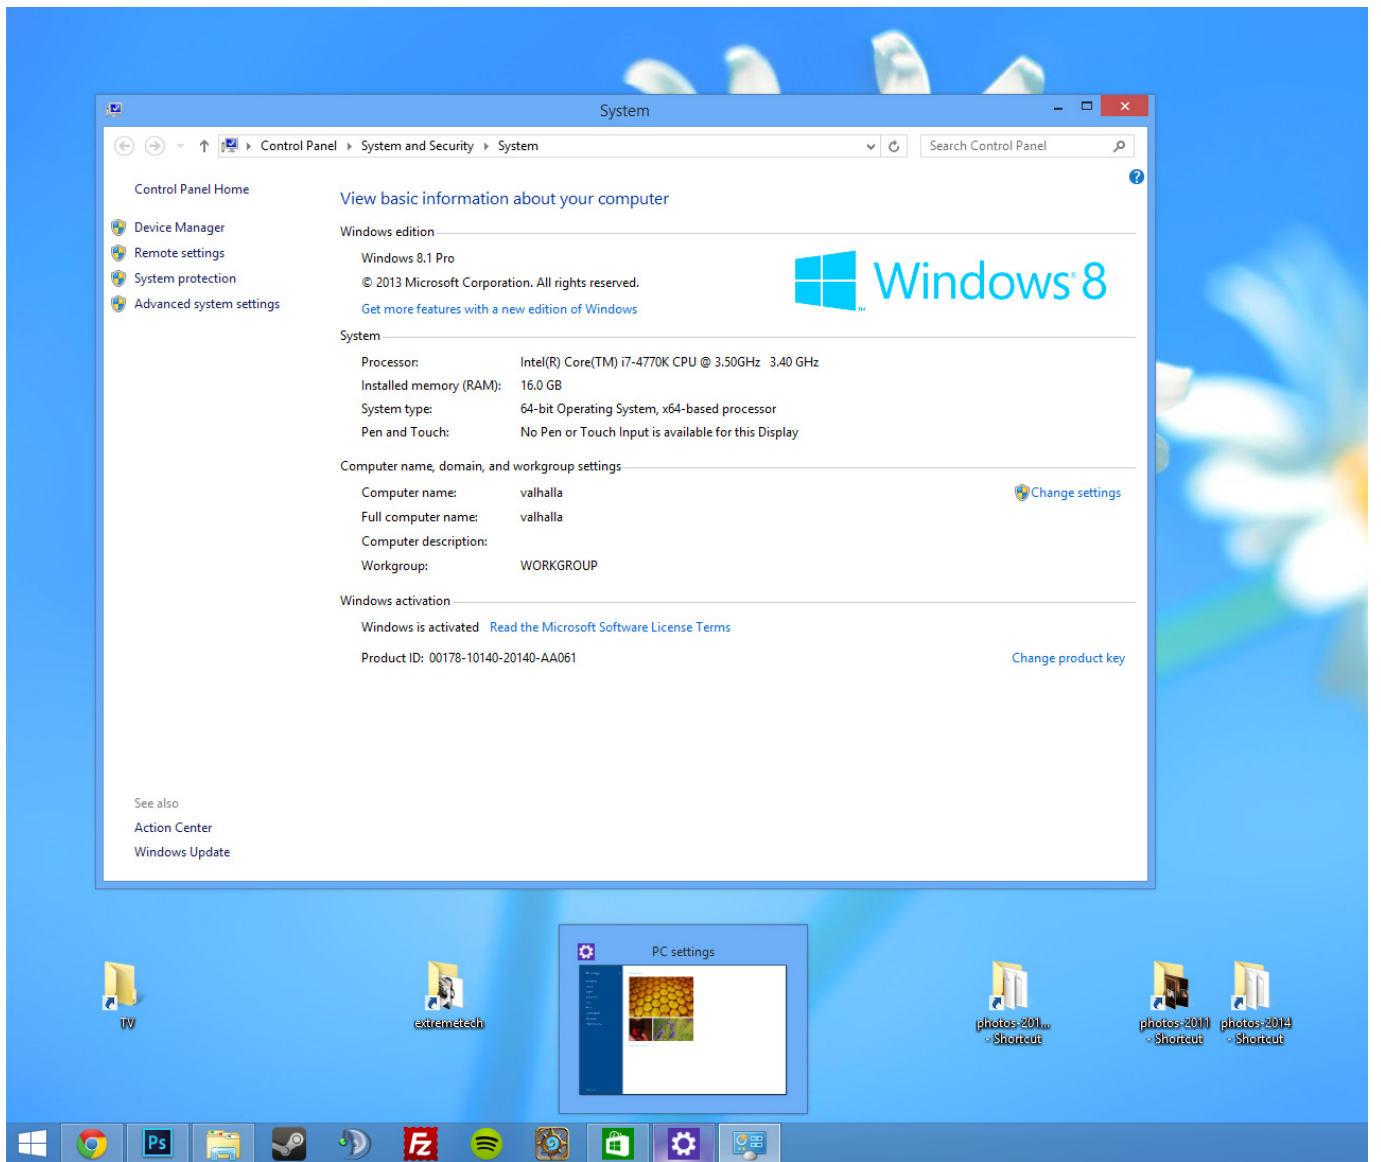 System
Control Panel System and Security System
Search Control Panel
Control Panel Home
Device Manager
Remote settings
System protection
Advanced system settings
View basic information about your computer
Windows edition
Windows 8.1 Pro
© 2013 Microsoft Corporation. All rights reserved.
Get more features with a new edition of Windows
Windows 8
System
Processor: Intel(R) Core(TM) i7-4770K CPU @ 3.50GHz 3.40 GHz
Installed memory (RAM): 16.0 GB
System type: 64-bit Operating System, x64-based processor
Pen and Touch: No Pen or Touch Input is available for this Display
Computer name, domain, and workgroup settings
Computer name: valhalla
Change settings
Full computer name: valhalla
Computer description:
Workgroup: WORKGROUP
Windows activation
Windows is activated Read the Microsoft Software License Terms
Product ID: 00178-10140-20140-AA061
Change product key
See also
Action Center
Windows Update
PC settings
TV
extremetech
photos-201...
- Shortcut
photos-2011
- Shortcut
photos-2014
- Shortcut
Ps
Fz